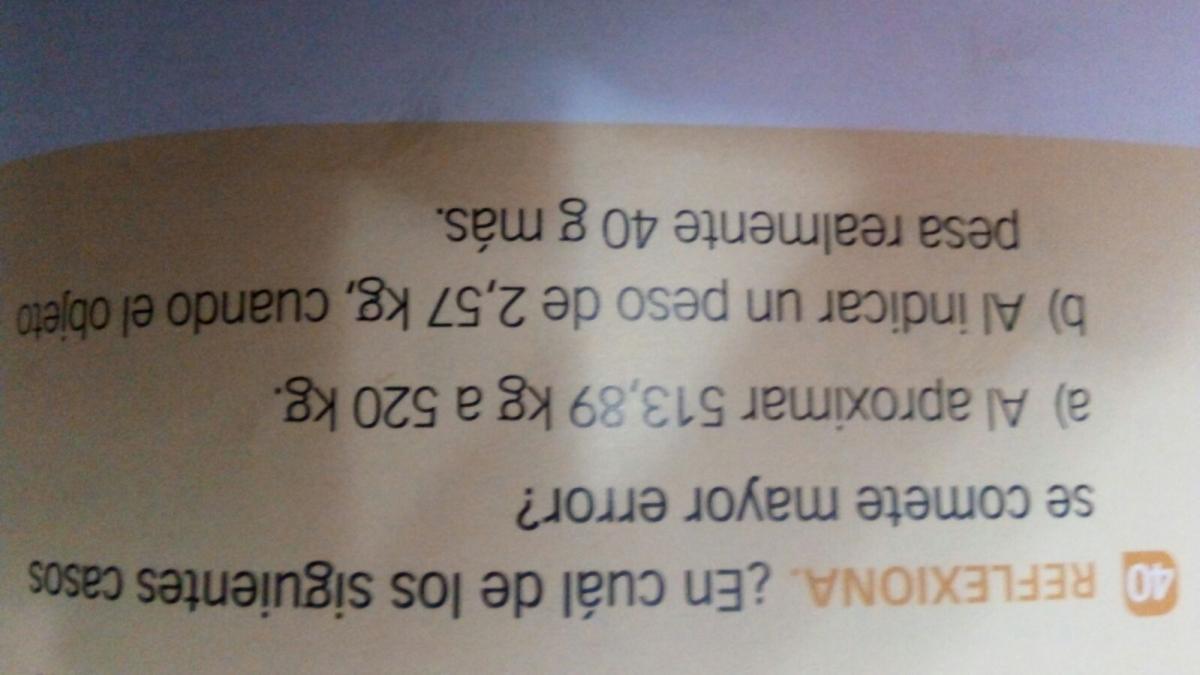 40 REFLEXIONA. ¿En cuál de los siguientes casos
se comete mayor error?
a) Al aproximar 513,89 kg a 520 kg.
b) Al indicar un peso de 2,57 kg, cuando el objeto
pesa realmente 40 g más.